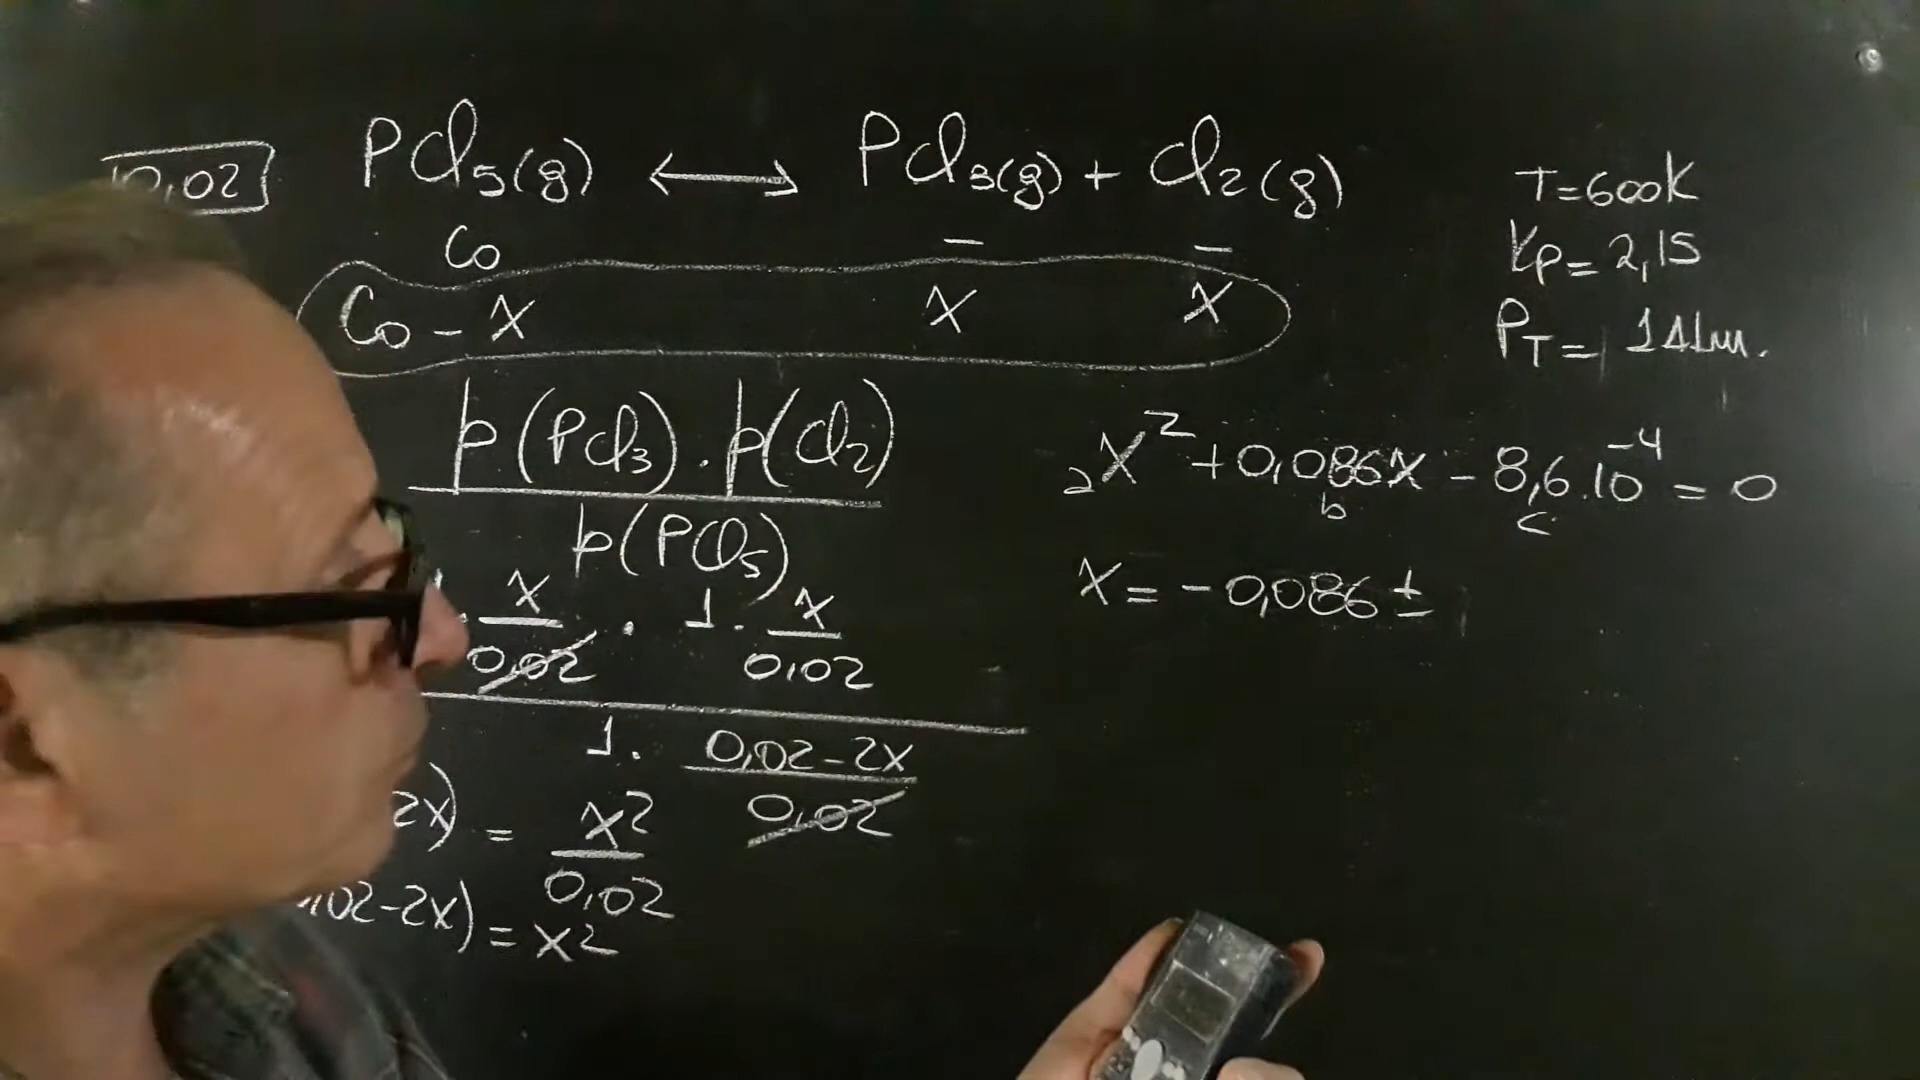 0,02
PCl5(g) ⟷ PCl3(g) + Cl2(g)
T=600K
Co — —
Kp=2,15
Co - x x x
PT= 1 Atm.
p(PCl3).p(Cl2)
p(PCl5)
x² + 0,086x - 8,6.10⁻⁴ = 0
a b c
x = -0,086 ±
. x/0,02 . 1. x/0,02
1. 0,02-2x/0,02
2x) = x²/0,02
,02-2x) = x²